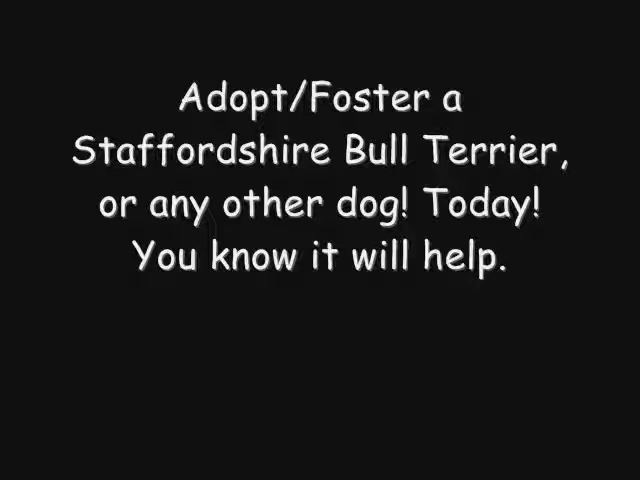 Adopt/Foster a
Staffordshire Bull Terrier,
or any other dog! Today!
You know it will help.